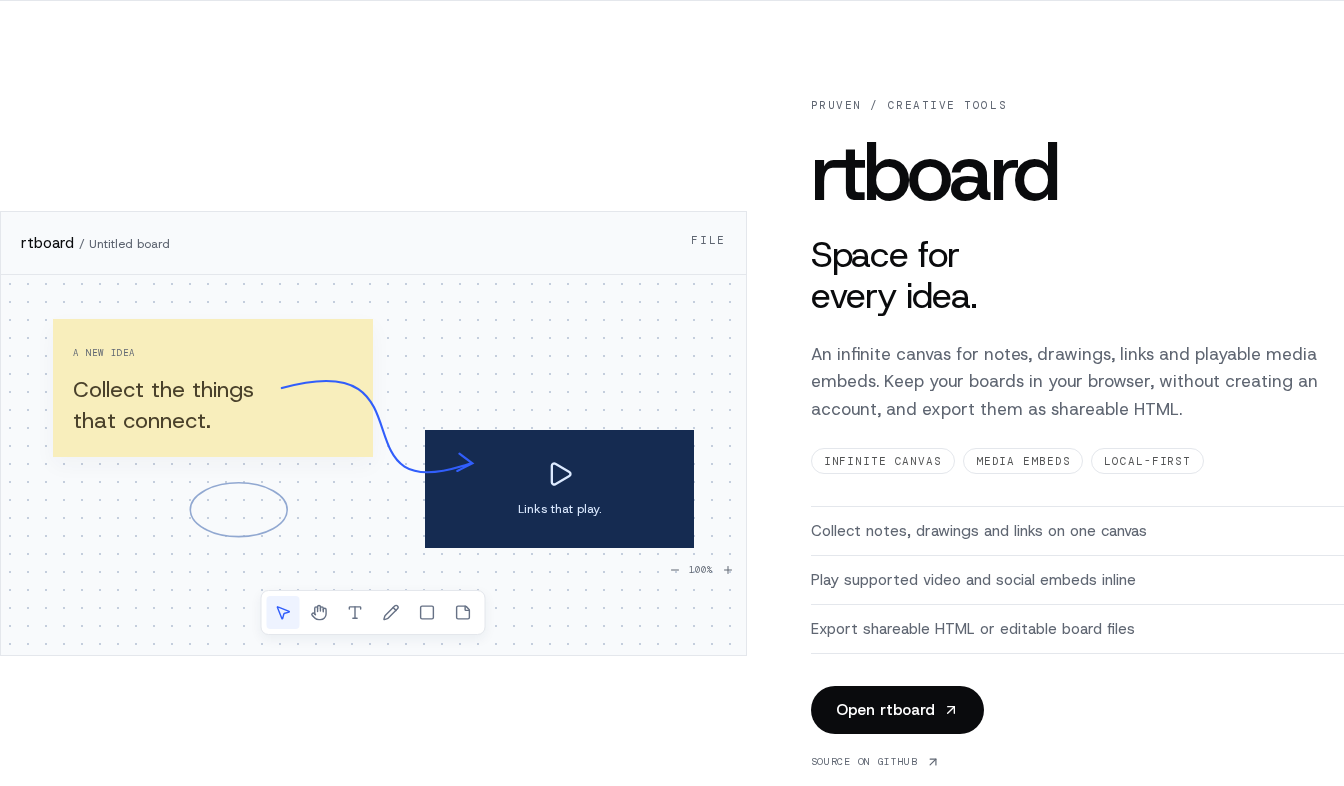 rtboard / Untitled board
FILE
A NEW IDEA
Collect the things
that connect.
Links that play.
100%
PRUVEN / CREATIVE TOOLS
rtboard
Space for
every idea.
An infinite canvas for notes, drawings, links and playable media
embeds. Keep your boards in your browser, without creating an
account, and export them as shareable HTML.
INFINITE CANVAS
MEDIA EMBEDS
LOCAL-FIRST
Collect notes, drawings and links on one canvas
Play supported video and social embeds inline
Export shareable HTML or editable board files
Open rtboard
SOURCE ON GITHUB